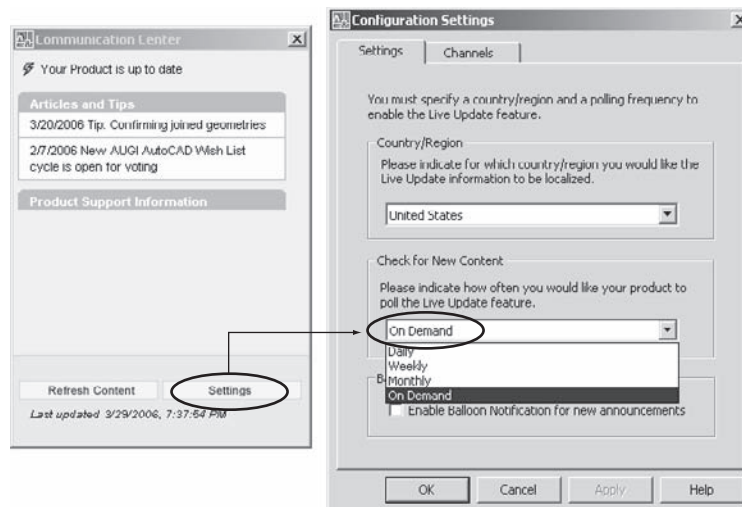 Communication Center
Your Product is up to date
Articles and Tips
3/20/2006 Tip: Confirming joined geometries
2/7/2006 New AUGI AutoCAD Wish List
cycle is open for voting
Product Support Information
Refresh Content
Settings
Last updated 3/29/2006, 7:37:54 PM
Configuration Settings
Settings
Channels
You must specify a country/region and a polling frequency to
enable the Live Update feature.
Country/Region
Please indicate for which country/region you would like the
Live Update information to be localized.
United States
Check for New Content
Please indicate how often you would like your product to
poll the Live Update feature.
On Demand
Daily
Weekly
Monthly
On Demand
Enable Balloon Notification for new announcements
OK
Cancel
Apply
Help